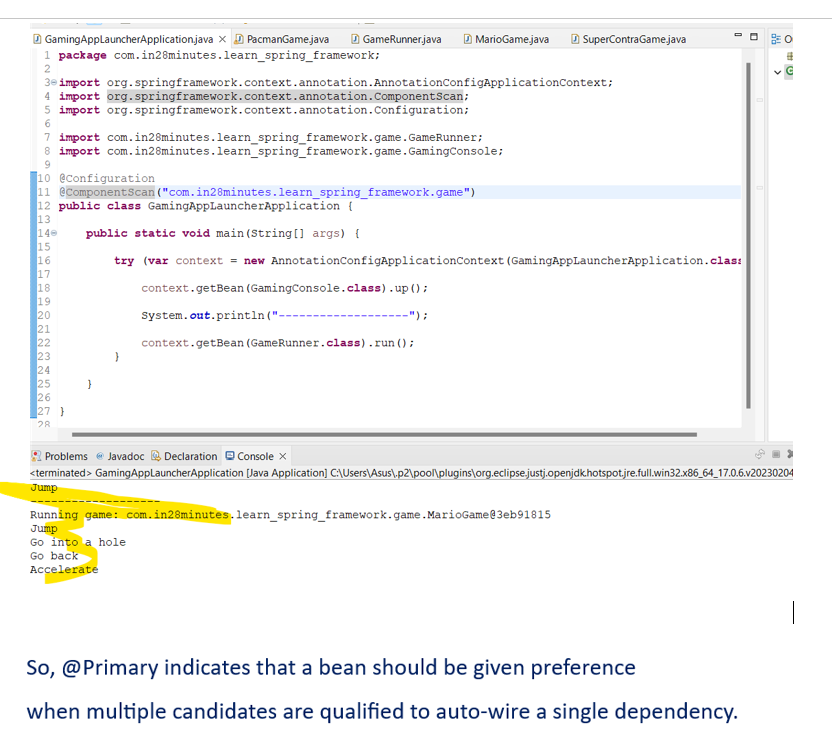 GamingAppLauncherApplication.java PacmanGame.java GameRunner.java MarioGame.java SuperContraGame.java
1 package com.in28minutes.learn_spring_framework;
2
3 import org.springframework.context.annotation.AnnotationConfigApplicationContext;
4 import org.springframework.context.annotation.ComponentScan;
5 import org.springframework.context.annotation.Configuration;
6
7 import com.in28minutes.learn_spring_framework.game.GameRunner;
8 import com.in28minutes.learn_spring_framework.game.GamingConsole;
9
10 @Configuration
11 @ComponentScan("com.in28minutes.learn_spring_framework.game")
12 public class GamingAppLauncherApplication {
13
14 public static void main(String[] args) {
15
16 try (var context = new AnnotationConfigApplicationContext(GamingAppLauncherApplication.class
17
18 context.getBean(GamingConsole.class).up();
19
20 System.out.println("-------------------");
21
22 context.getBean(GameRunner.class).run();
23 }
24
25 }
26
27 }
28
Problems Javadoc Declaration Console
<terminated> GamingAppLauncherApplication [Java Application] C:\Users\Asus\.p2\pool\plugins\org.eclipse.justj.openjdk.hotspot.jre.full.win32.x86_64_17.0.6.v20230204
Jump
-------------------
Running game: com.in28minutes.learn_spring_framework.game.MarioGame@3eb91815
Jump
Go into a hole
Go back
Accelerate
So, @Primary indicates that a bean should be given preference
when multiple candidates are qualified to auto-wire a single dependency.